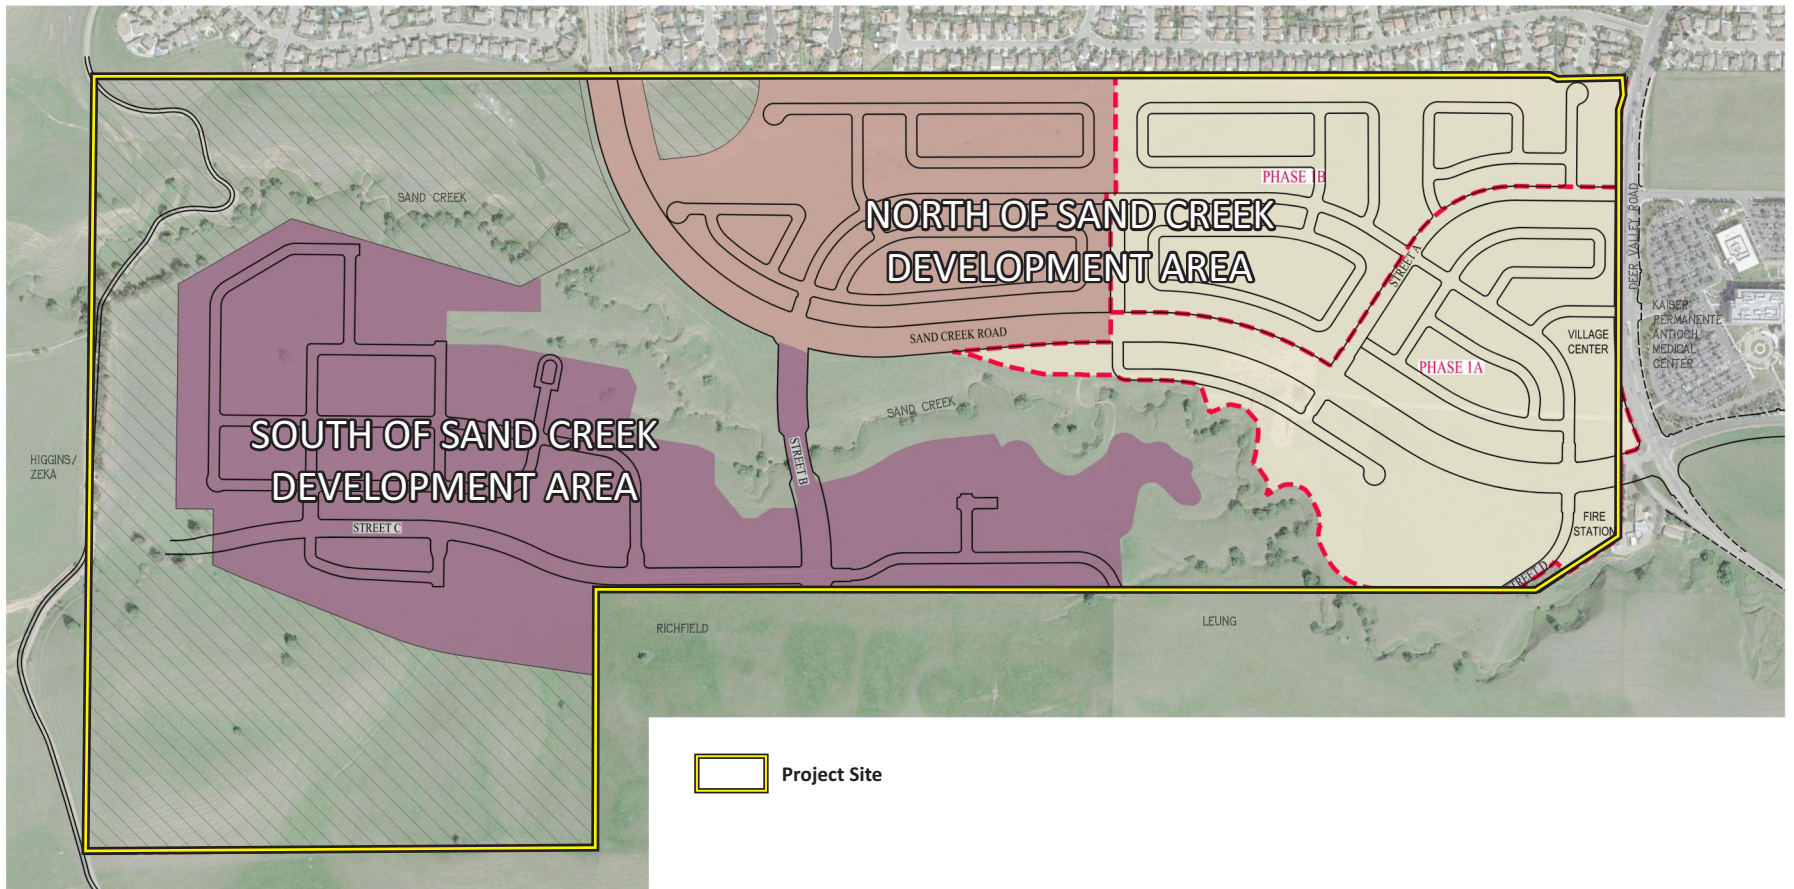 SAND CREEK
PHASE 1B
NORTH OF SAND CREEK
DEVELOPMENT AREA
STREET A
DEER VALLEY ROAD
KAISER
PERMANENTE
ANTIOCH
MEDICAL
CENTER
SAND CREEK ROAD
VILLAGE
CENTER
PHASE 1A
SAND CREEK
SOUTH OF SAND CREEK
DEVELOPMENT AREA
STREET B
HIGGINS/
ZEKA
STREET C
FIRE
STATION
STREET D
RICHFIELD
LEUNG
Project Site